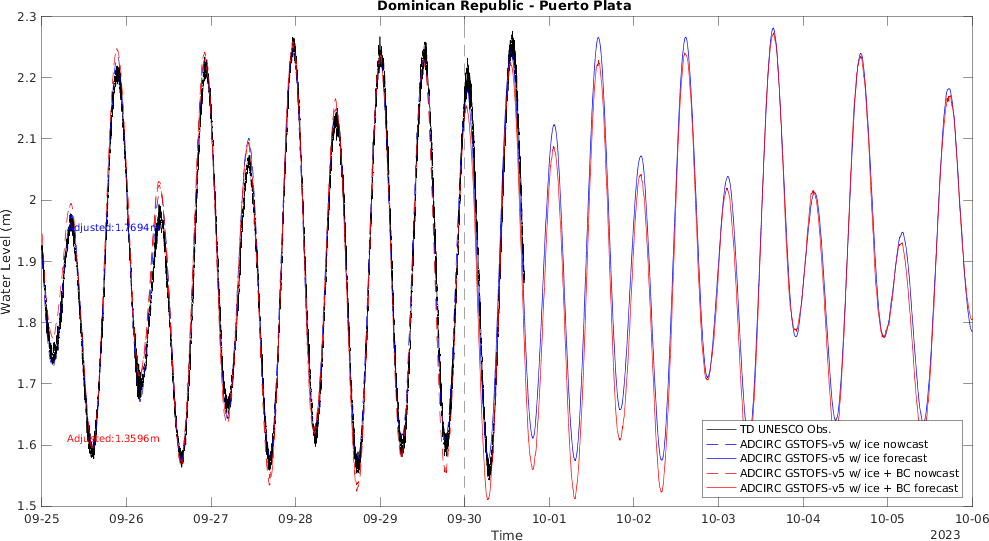 Dominican Republic - Puerto Plata
Water Level (m)
2.3
2.2
2.1
2
1.9
1.8
1.7
1.6
1.5
Adjusted:1.7694m
Adjusted:1.3596m
TD UNESCO Obs.
ADCIRC GSTOFS-v5 w/ ice nowcast
ADCIRC GSTOFS-v5 w/ ice forecast
ADCIRC GSTOFS-v5 w/ ice + BC nowcast
ADCIRC GSTOFS-v5 w/ ice + BC forecast
09-25 09-26 09-27 09-28 09-29 09-30 10-01 10-02 10-03 10-04 10-05 10-06
Time
2023